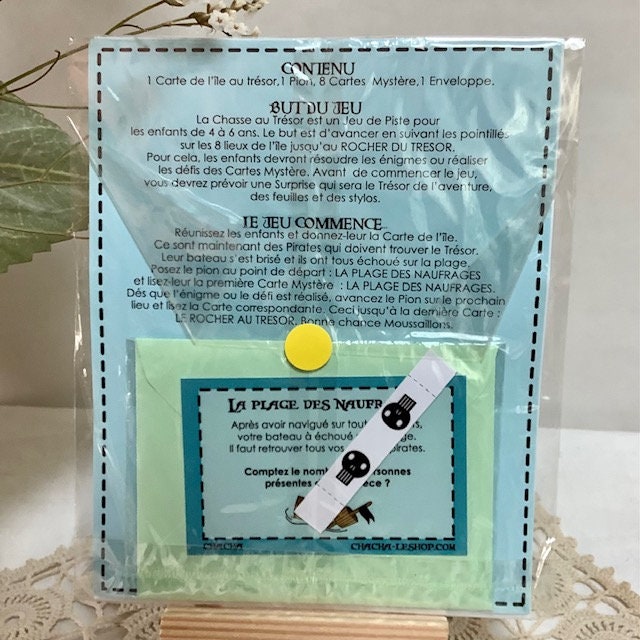 CONTENU
1 Carte de l'île au trésor,1 Pion, 8 Cartes Mystère,1 Enveloppe.
BUT DU JEU
La Chasse au Trésor est un Jeu de Piste pour
les enfants de 4 à 6 ans. Le but est d'avancer en suivant les pointillés
sur les 8 lieux de l'île jusqu'au ROCHER DU TRESOR.
Pour cela, les enfants devront résoudre les énigmes ou réaliser
les défis des Cartes Mystère. Avant de commencer le jeu,
vous devrez prévoir une Surprise qui sera le Trésor de l'aventure,
des feuilles et des stylos.
LE JEU COMMENCE...
Réunissez les enfants et donnez-leur la Carte de l'île.
Ce sont maintenant des Pirates qui doivent trouver le Trésor.
Leur bateau s'est brisé et ils ont tous échoué sur la plage.
Posez le pion au point de départ : LA PLAGE DES NAUFRAGES
et lisez-leur la première Carte Mystère : LA PLAGE DES NAUFRAGES.
Dés que l'énigme ou le défi est réalisé, avancez le Pion sur le prochain
lieu et lisez la Carte correspondante. Ceci jusqu'à la dernière Carte :
LE ROCHER AU TRESOR. Bonne chance Moussaillons.
LA PLAGE DES NAUFR
Après avoir navigué sur
votre bateau à échoué
Il faut retrouver tous pirates.
Comptez le
présentes ?
CHACHA CHACHA-LESHOP.COM